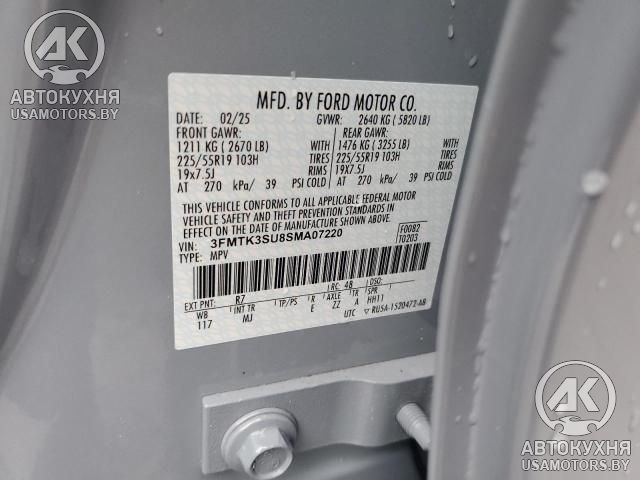 AK
АВТОКУХНЯ
USAMOTORS.BY
MFD. BY FORD MOTOR CO.
DATE: 02/25 GVWR: 2640 KG ( 5820 LB)
FRONT GAWR: REAR GAWR:
1211 KG ( 2670 LB) WITH 1476 KG ( 3255 LB) WITH
225/55R19 103H TIRES 225/55R19 103H TIRES
19x7.5J RIMS 19X7.5J RIMS
AT 270 kPa/ 39 PSI COLD AT 270 kPa/ 39 PSI COLD
THIS VEHICLE CONFORMS TO ALL APPLICABLE FEDERAL MOTOR
VEHICLE SAFETY AND THEFT PREVENTION STANDARDS IN
EFFECT ON THE DATE OF MANUFACTURE SHOWN ABOVE.
VIN: 3FMTK3SU8SMA07220 F0082
TYPE: MPV T0203
EXT PNT: R7 RC: 48 DSO:
WB INT TR TP/PS R AXLE TR SPR
117 MJ E ZZ A HH11
UTC ▽ RU5A-1520472-AB
AK
АВТОКУХНЯ
USAMOTORS.BY